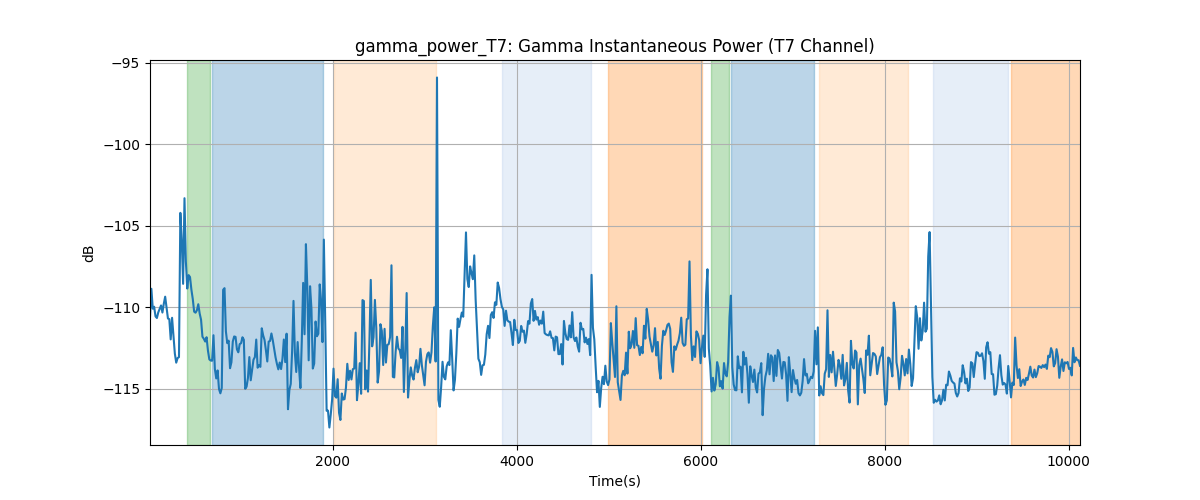 gamma_power_T7: Gamma Instantaneous Power (T7 Channel)
−95
−100
−105
−110
−115
dB
2000 4000 6000 8000 10000
Time(s)